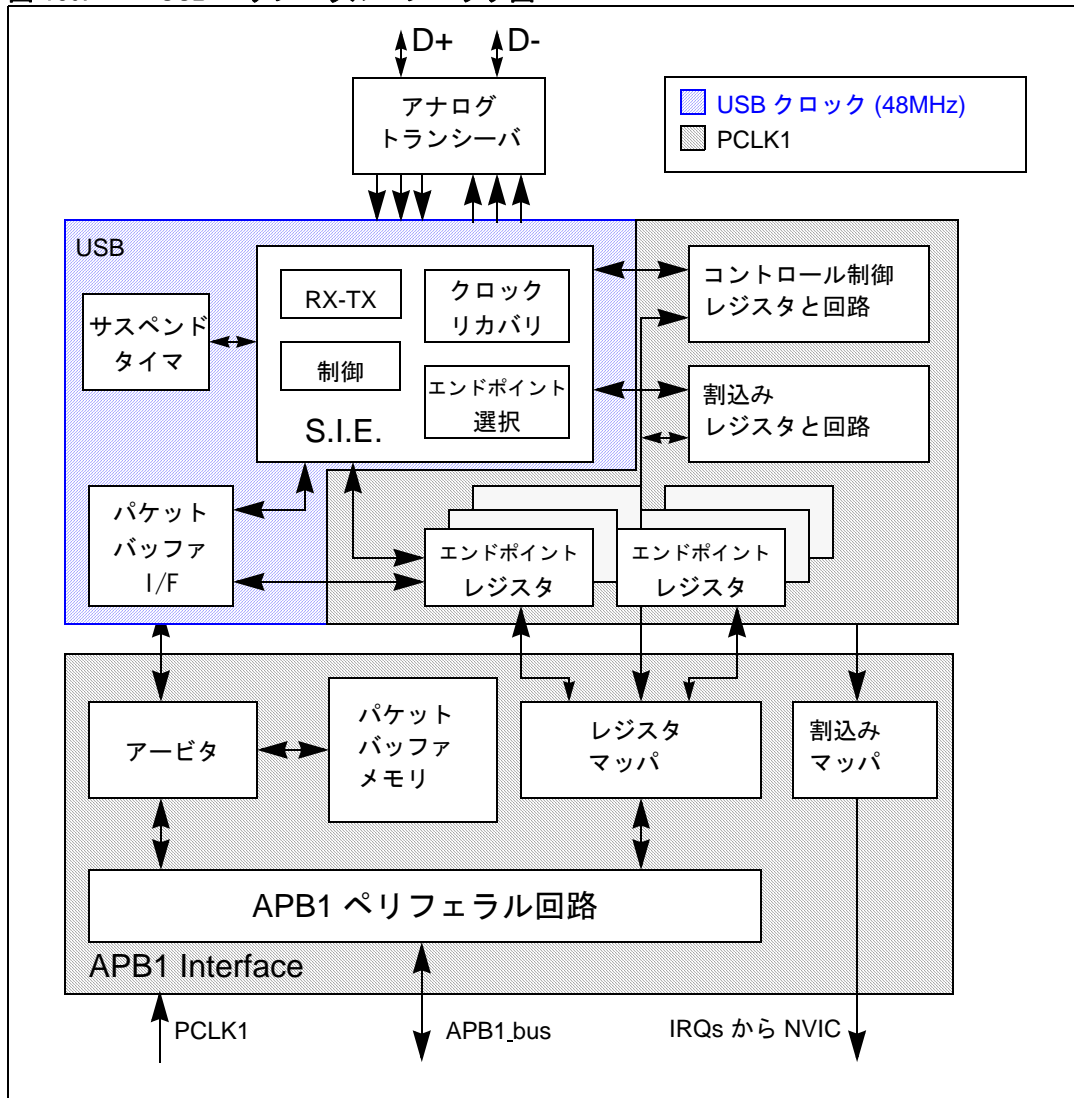 D+
D-
アナログ
トランシーバ
USB クロック (48MHz)
PCLK1
USB
サスペンド
タイマ
RX-TX
クロック
リカバリ
制御
エンドポイント
選択
S.I.E.
コントロール制御
レジスタと回路
割込み
レジスタと回路
パケット
バッファ
I/F
エンドポイント
レジスタ
エンドポイント
レジスタ
アービタ
パケット
バッファ
メモリ
レジスタ
マッパ
割込み
マッパ
APB1 ペリフェラル回路
APB1 Interface
PCLK1
APB1_bus
IRQs から NVIC